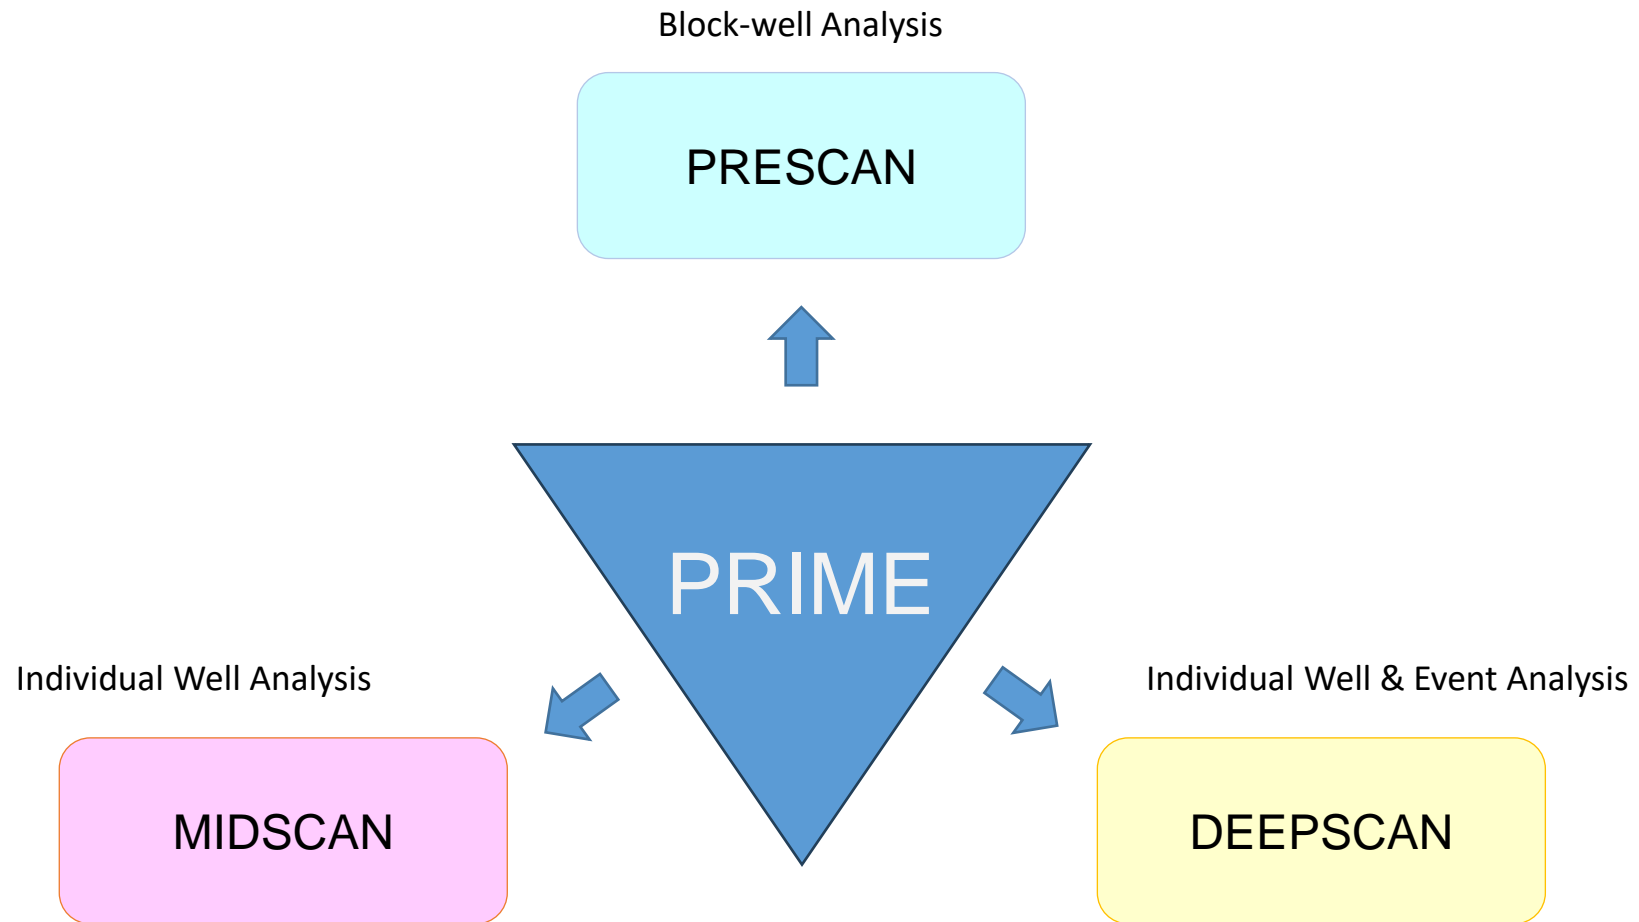 Block-well Analysis
PRESCAN
PRIME
Individual Well Analysis
MIDSCAN
Individual Well & Event Analysis
DEEPSCAN